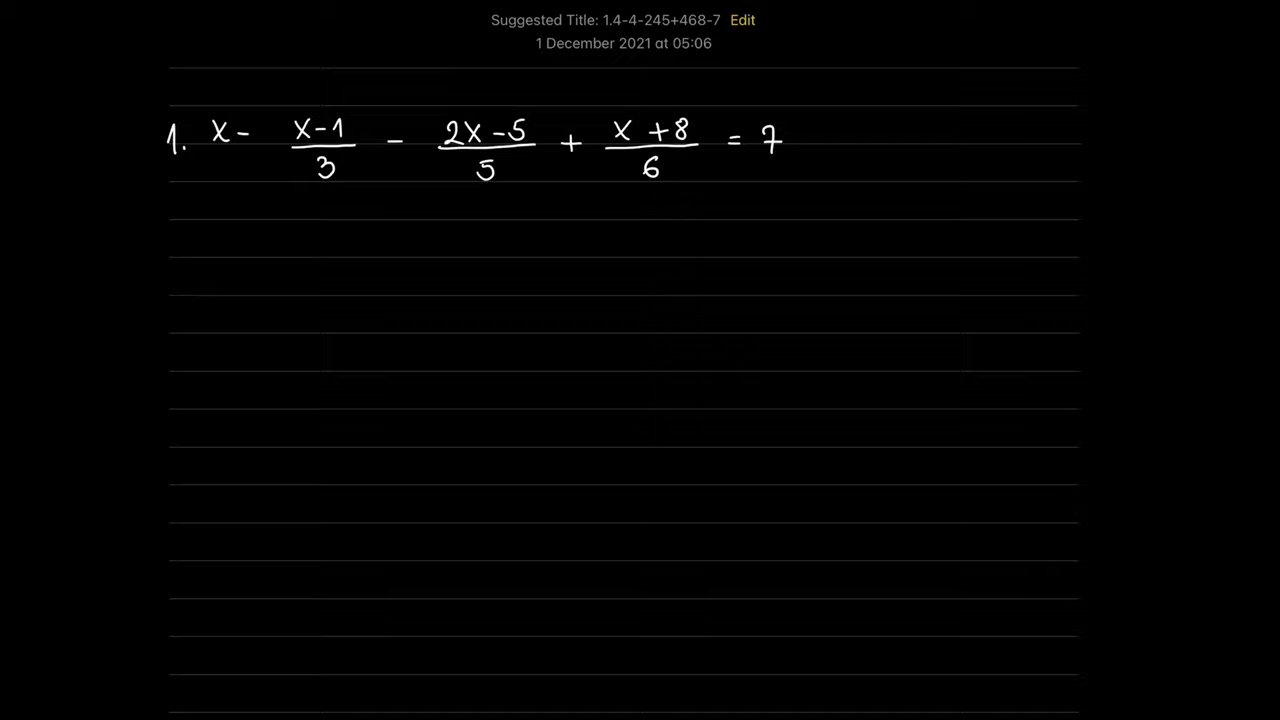 Suggested Title: 1.4-4-245+468-7 Edit
1 December 2021 at 05:06
1. x - (x-1)/3 - (2x-5)/5 + (x+8)/6 = 7